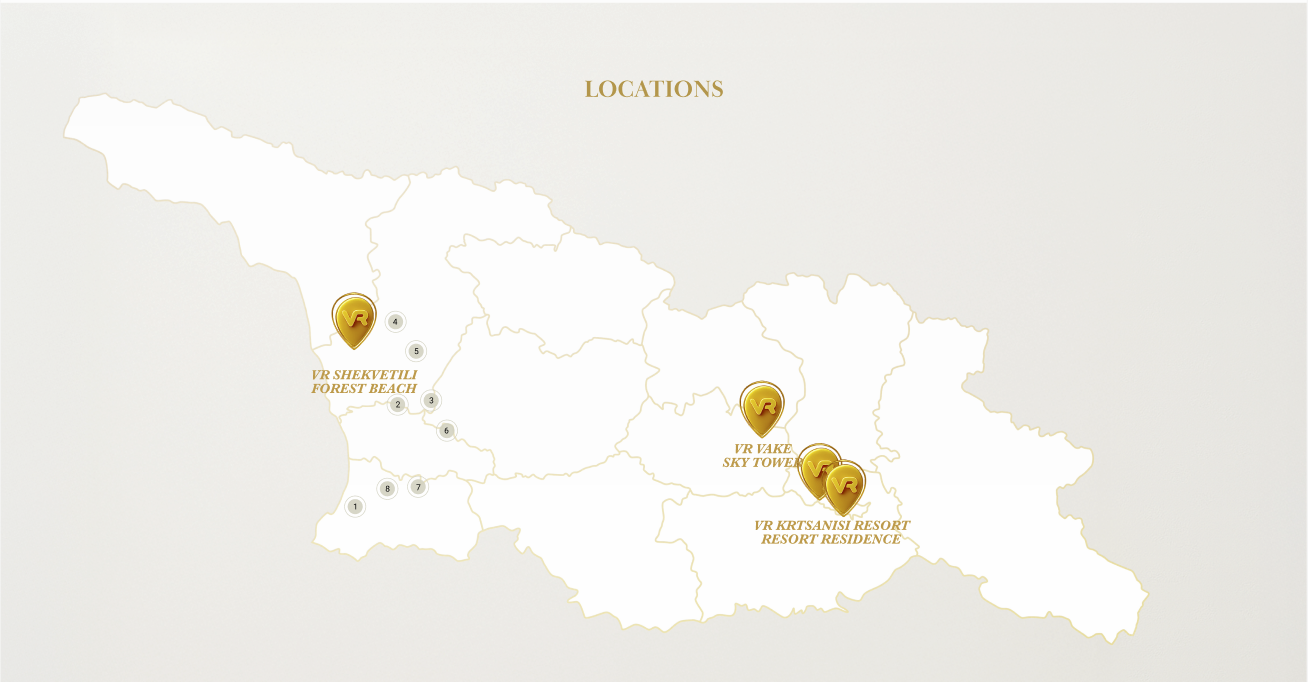 LOCATIONS
VR
4
5
VR SHEKVETILI
FOREST BEACH
2
3
6
VR
VR VAKE
SKY TOWER
VR
VR
8
7
1
VR KRTSANISI RESORT
RESORT RESIDENCE